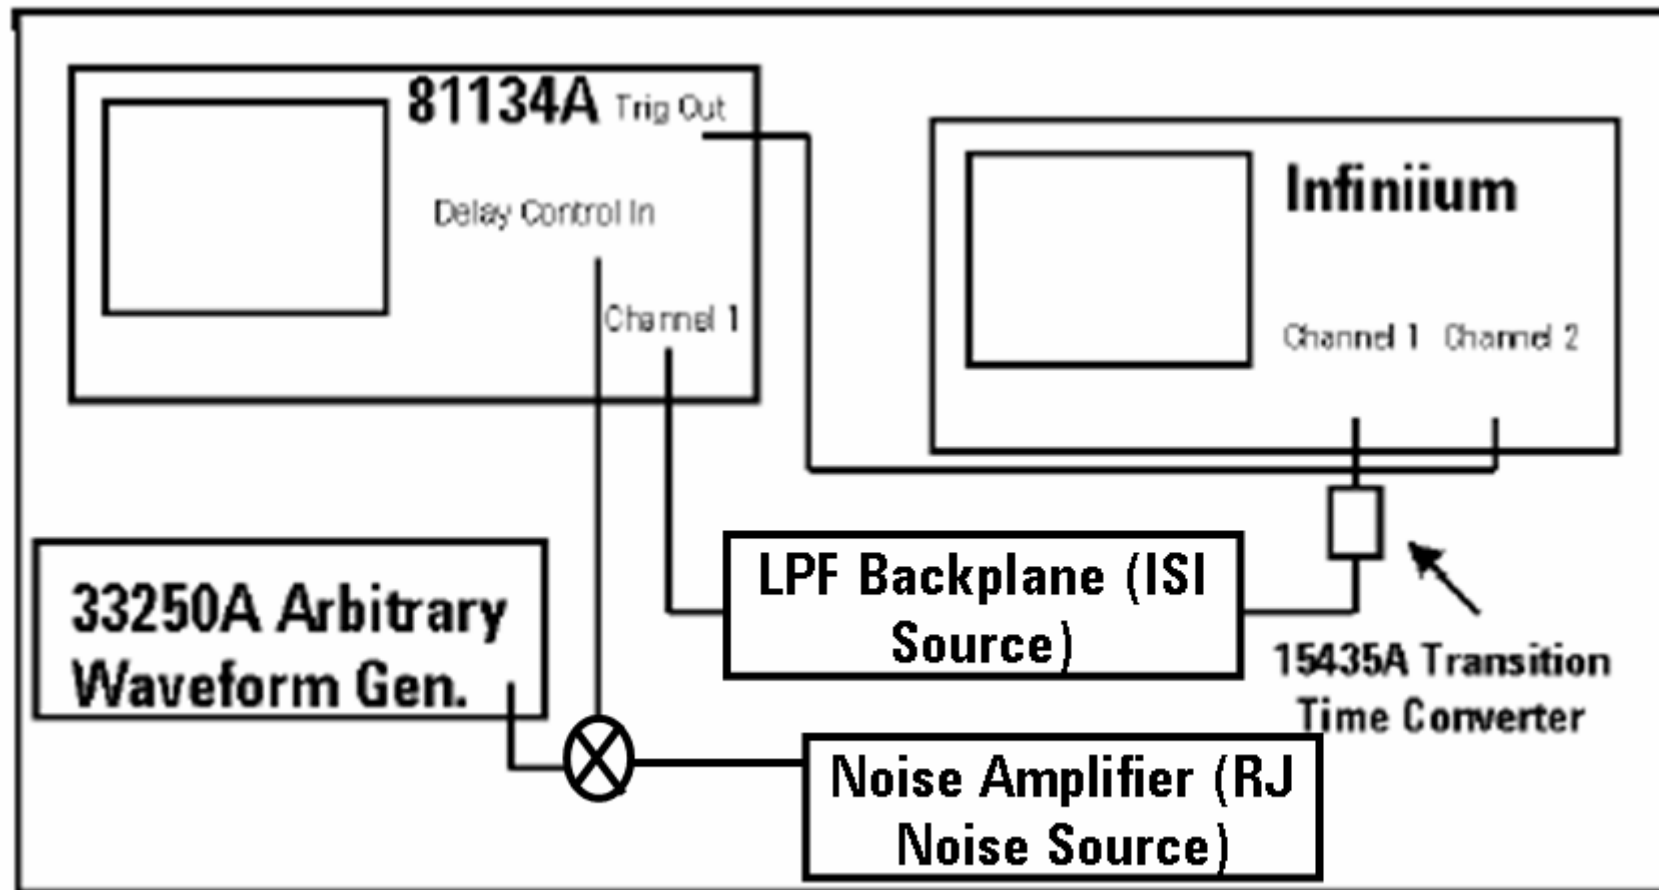 81134A Trig Out
Delay Control In
Channel 1
Infiniium
Channel 1 Channel 2
33250A Arbitrary
Waveform Gen.
LPF Backplane (ISI
Source)
15435A Transition
Time Converter
Noise Amplifier (RJ
Noise Source)